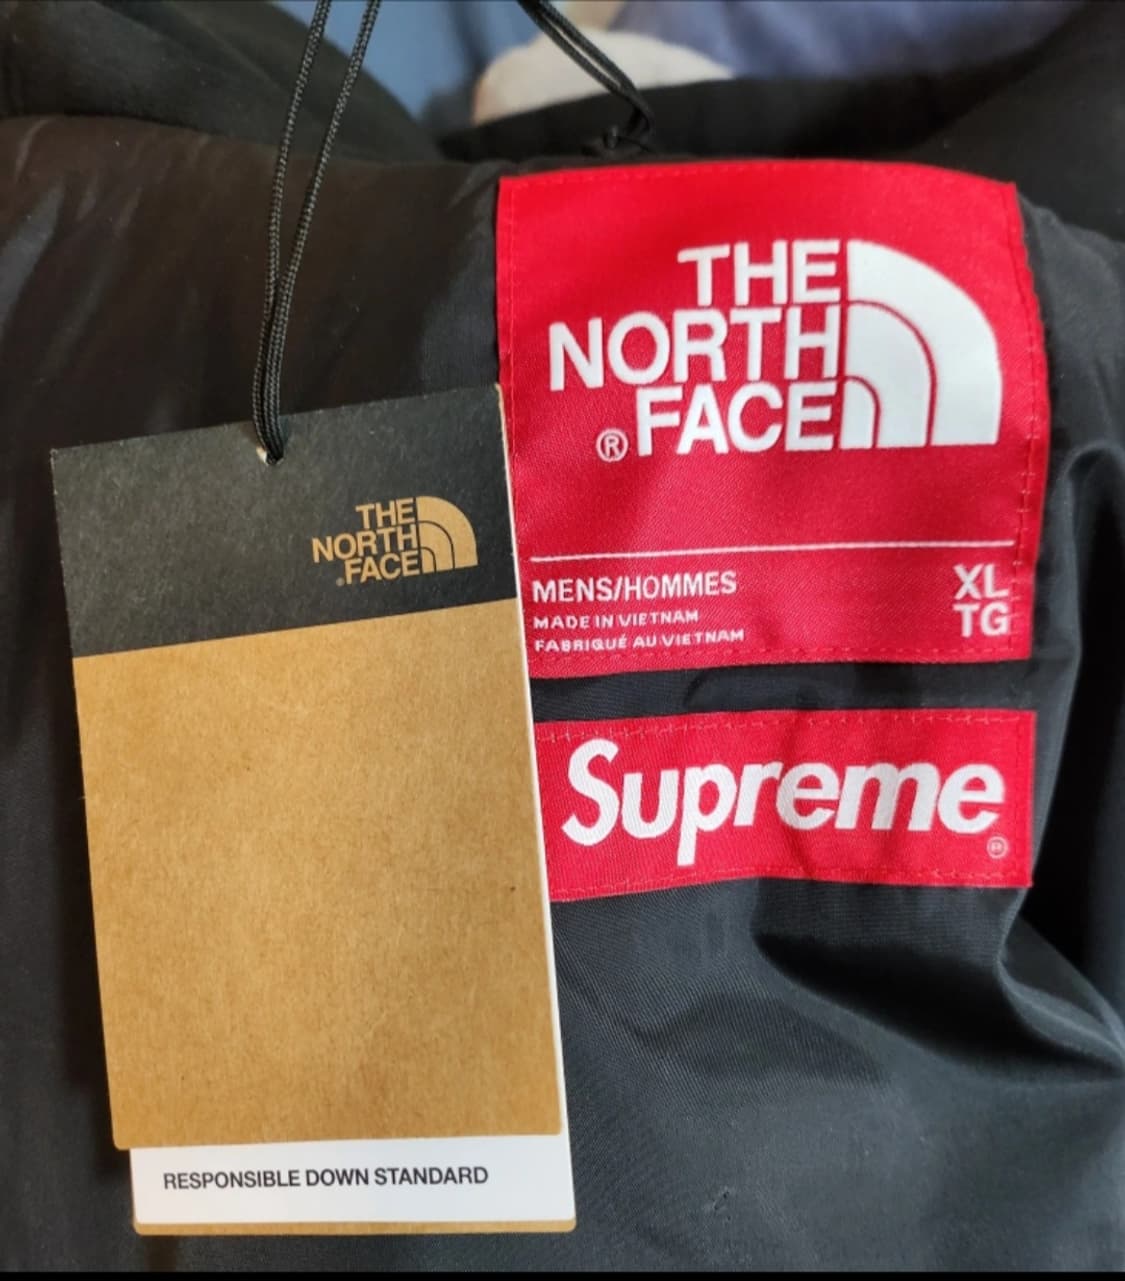 THE
NORTH
FACE
®
MENS/HOMMES
XL
TG
MADE IN VIETNAM
FABRIQUÉ AU VIETNAM
Supreme
®
THE
NORTH
FACE
RESPONSIBLE DOWN STANDARD